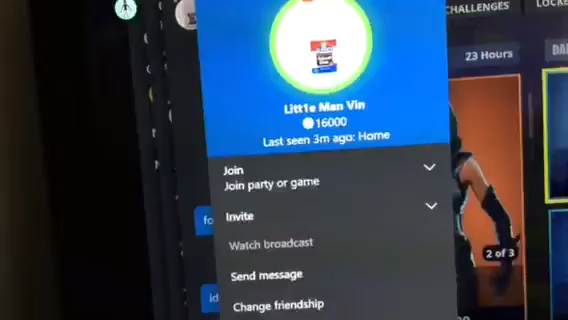 CHALLENGES
LOCKE
23 Hours
Litt1e Man Vin
16000
Last seen 3m ago: Home
Join
Join party or game
Invite
Watch broadcast
Send message
Change friendship
2 of 3